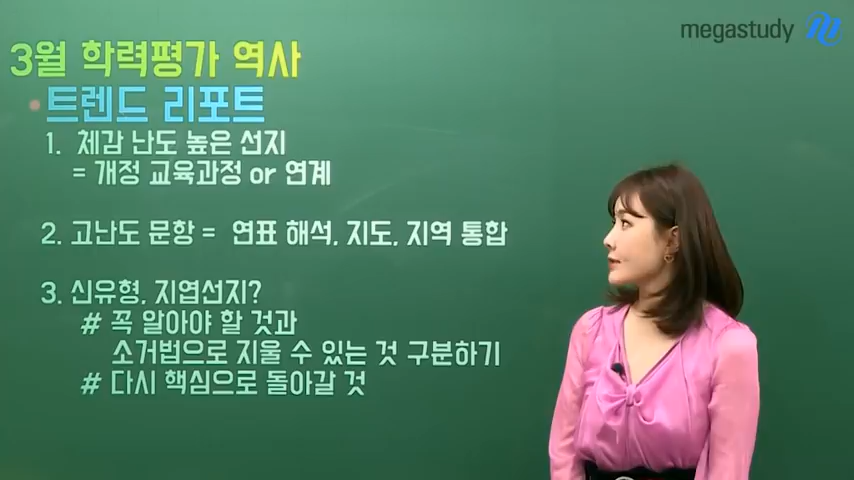 megastudy
3월 학력평가 역사
트렌드 리포트
1. 체감 난도 높은 선지
= 개정 교육과정 or 연계
2. 고난도 문항 = 연표 해석, 지도, 지역 통합
3. 신유형, 지엽선지?
# 꼭 알아야 할 것과
소거법으로 지울 수 있는 것 구분하기
# 다시 핵심으로 돌아갈 것